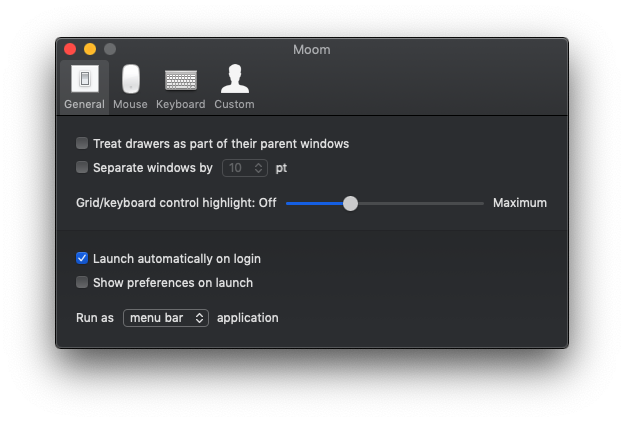 Moom
General Mouse Keyboard Custom
Treat drawers as part of their parent windows
Separate windows by 10 pt
Grid/keyboard control highlight: Off Maximum
Launch automatically on login
Show preferences on launch
Run as menu bar application